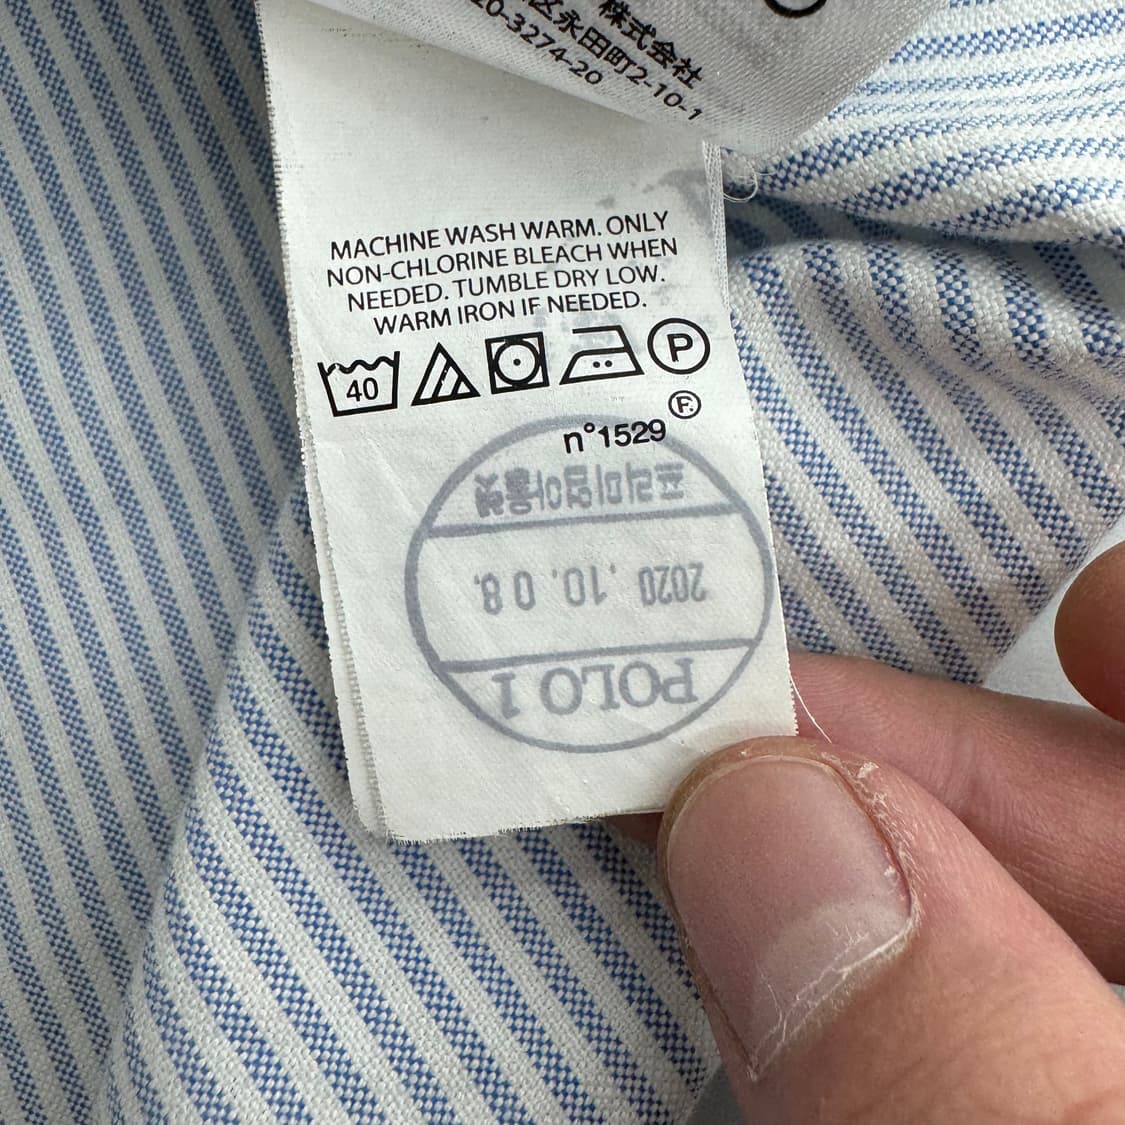 株式会社
区永田町2-10-1
20-3274-20
MACHINE WASH WARM. ONLY
NON-CHLORINE BLEACH WHEN
NEEDED. TUMBLE DRY LOW.
WARM IRON IF NEEDED.
40 P
F
n°1529
POLO 1
2020. 10. 08.